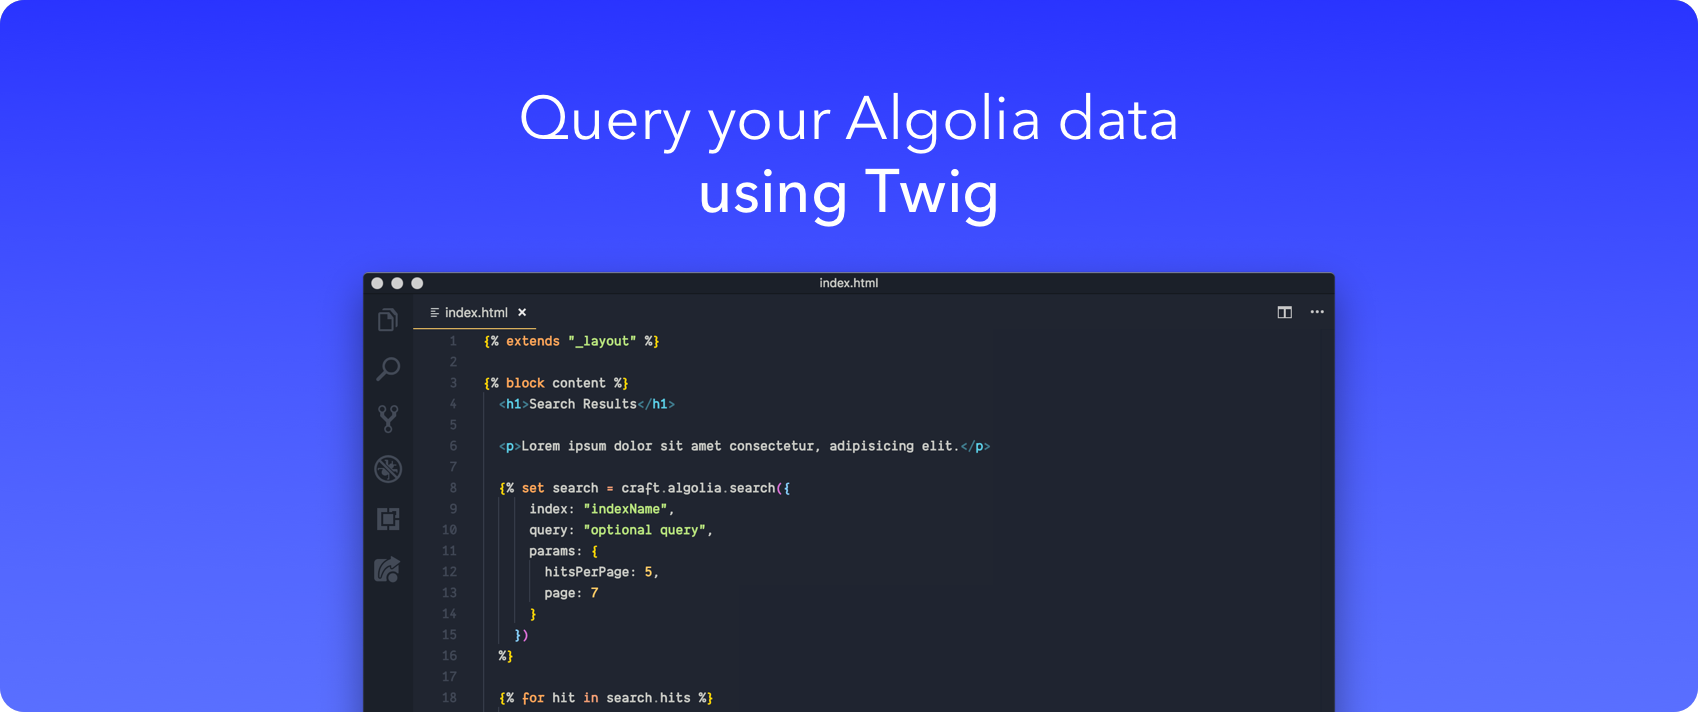 Query your Algolia data
using Twig
index.html
index.html ×
1 {% extends "_layout" %}
2
3 {% block content %}
4 <h1>Search Results</h1>
5
6 <p>Lorem ipsum dolor sit amet consectetur, adipisicing elit.</p>
7
8 {% set search = craft.algolia.search({
9 index: "indexName",
10 query: "optional query",
11 params: {
12 hitsPerPage: 5,
13 page: 7
14 }
15 })
16 %}
17
18 {% for hit in search.hits %}